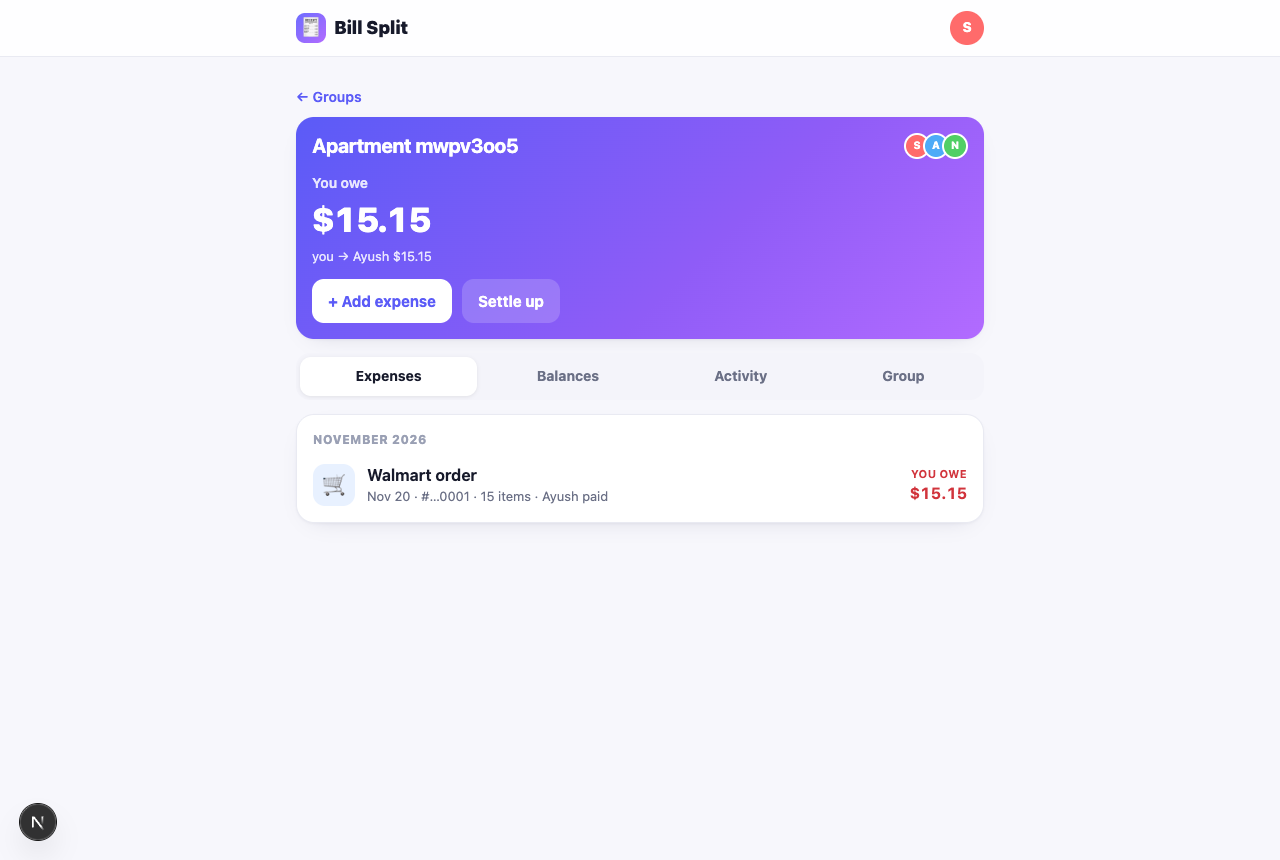 Bill Split
S
← Groups
Apartment mwpv3oo5
S A N
You owe
$15.15
you → Ayush $15.15
+ Add expense
Settle up
Expenses
Balances
Activity
Group
NOVEMBER 2026
Walmart order
Nov 20 · #…0001 · 15 items · Ayush paid
YOU OWE
$15.15
N